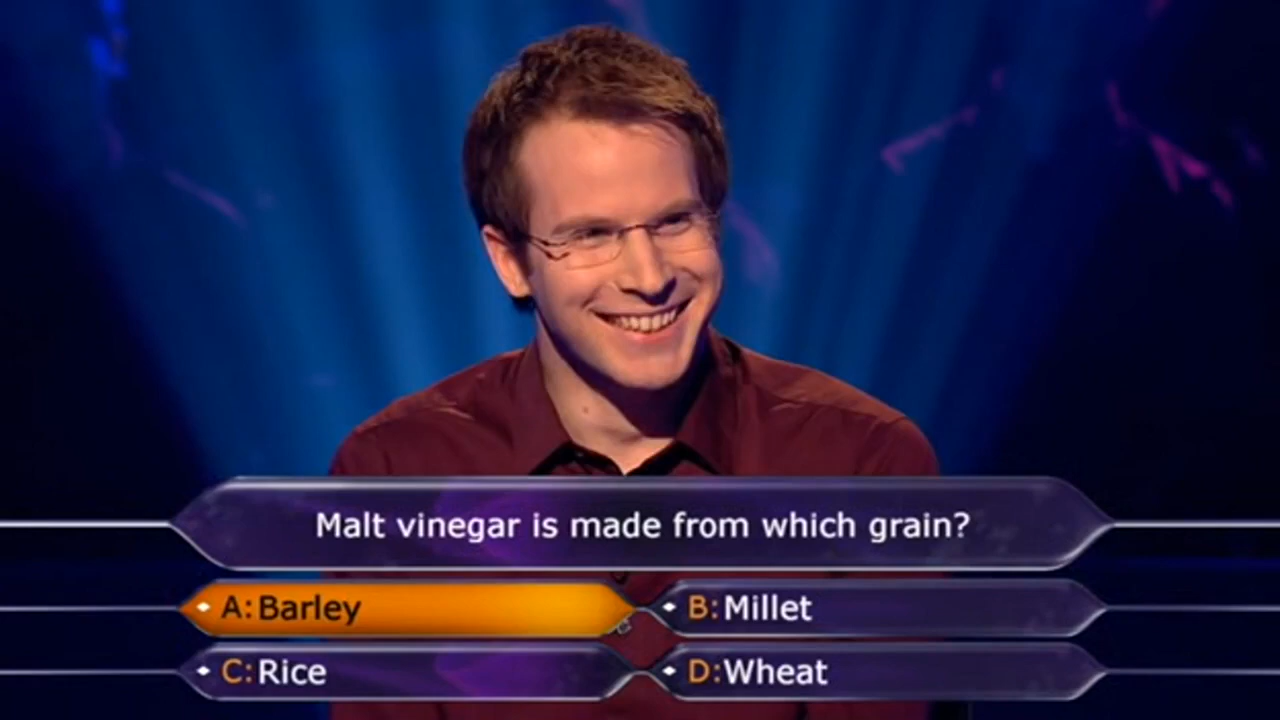 Malt vinegar is made from which grain?
A: Barley
B: Millet
C: Rice
D: Wheat